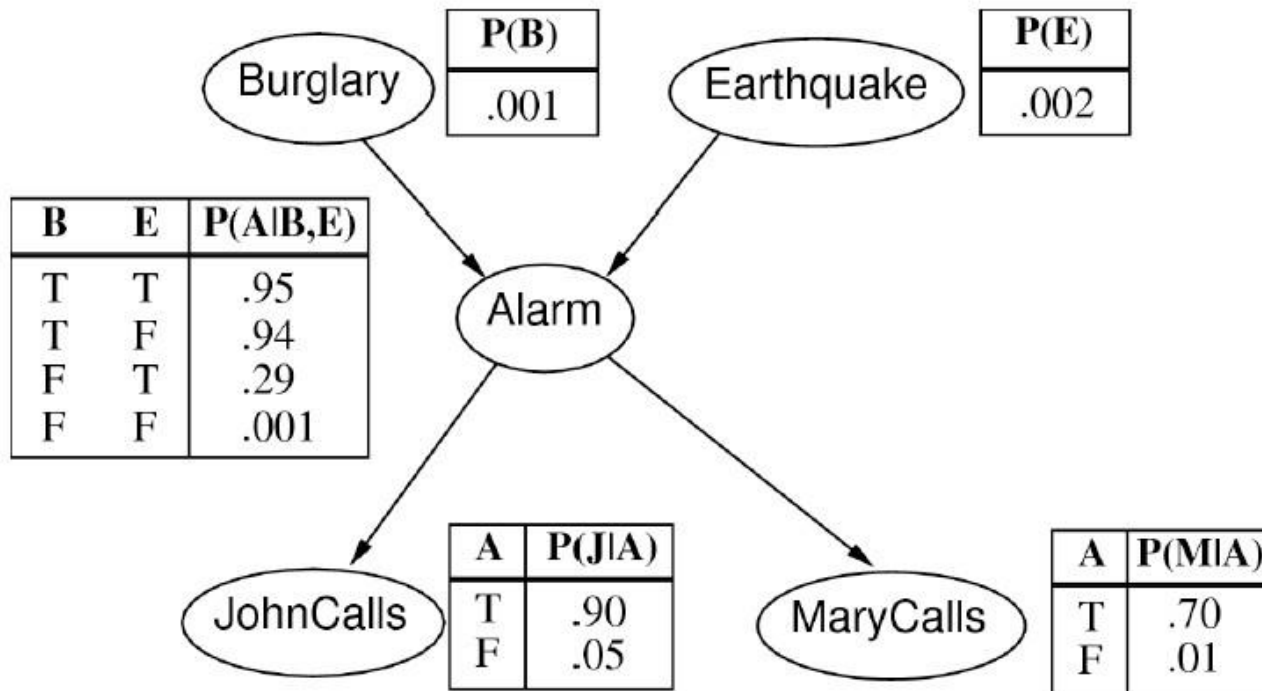 P(B)
Burglary
.001
P(E)
Earthquake
.002
B E P(A|B,E)
T T .95
T F .94
F T .29
F F .001
Alarm
JohnCalls
A P(J|A)
T .90
F .05
MaryCalls
A P(M|A)
T .70
F .01